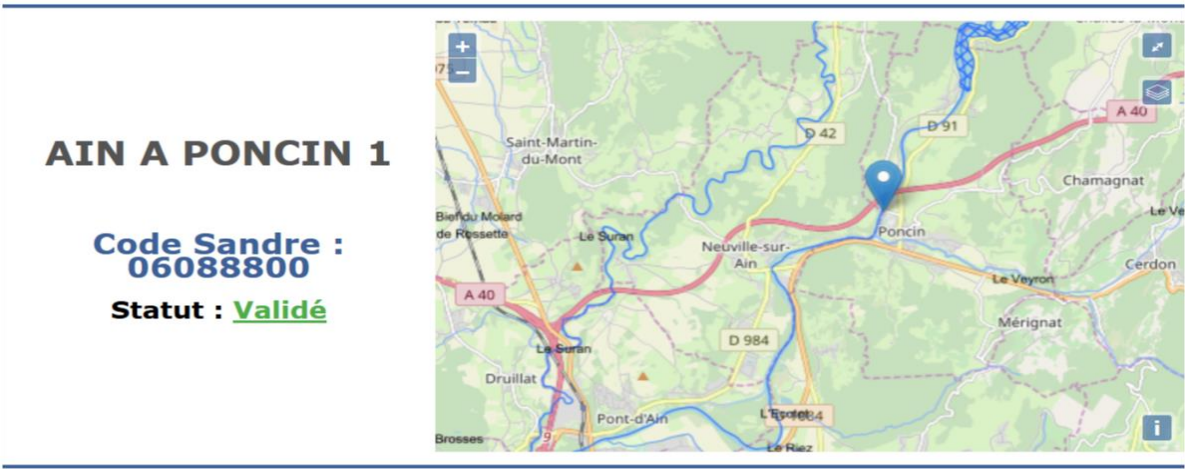 AIN A PONCIN 1
Code Sandre :
06088800
Statut : Validé
+
−
A 40
D 42
D 91
Saint-Martin-
du-Mont
Chamagnat
Bief du Molard
de Rossette
Le Suran
Neuville-sur-
Ain
Poncin
Cerdon
Le Veyron
A 40
Mérignat
D 984
Le Suran
Druillat
Pont-d'Ain
Brosses
Le Riez
i